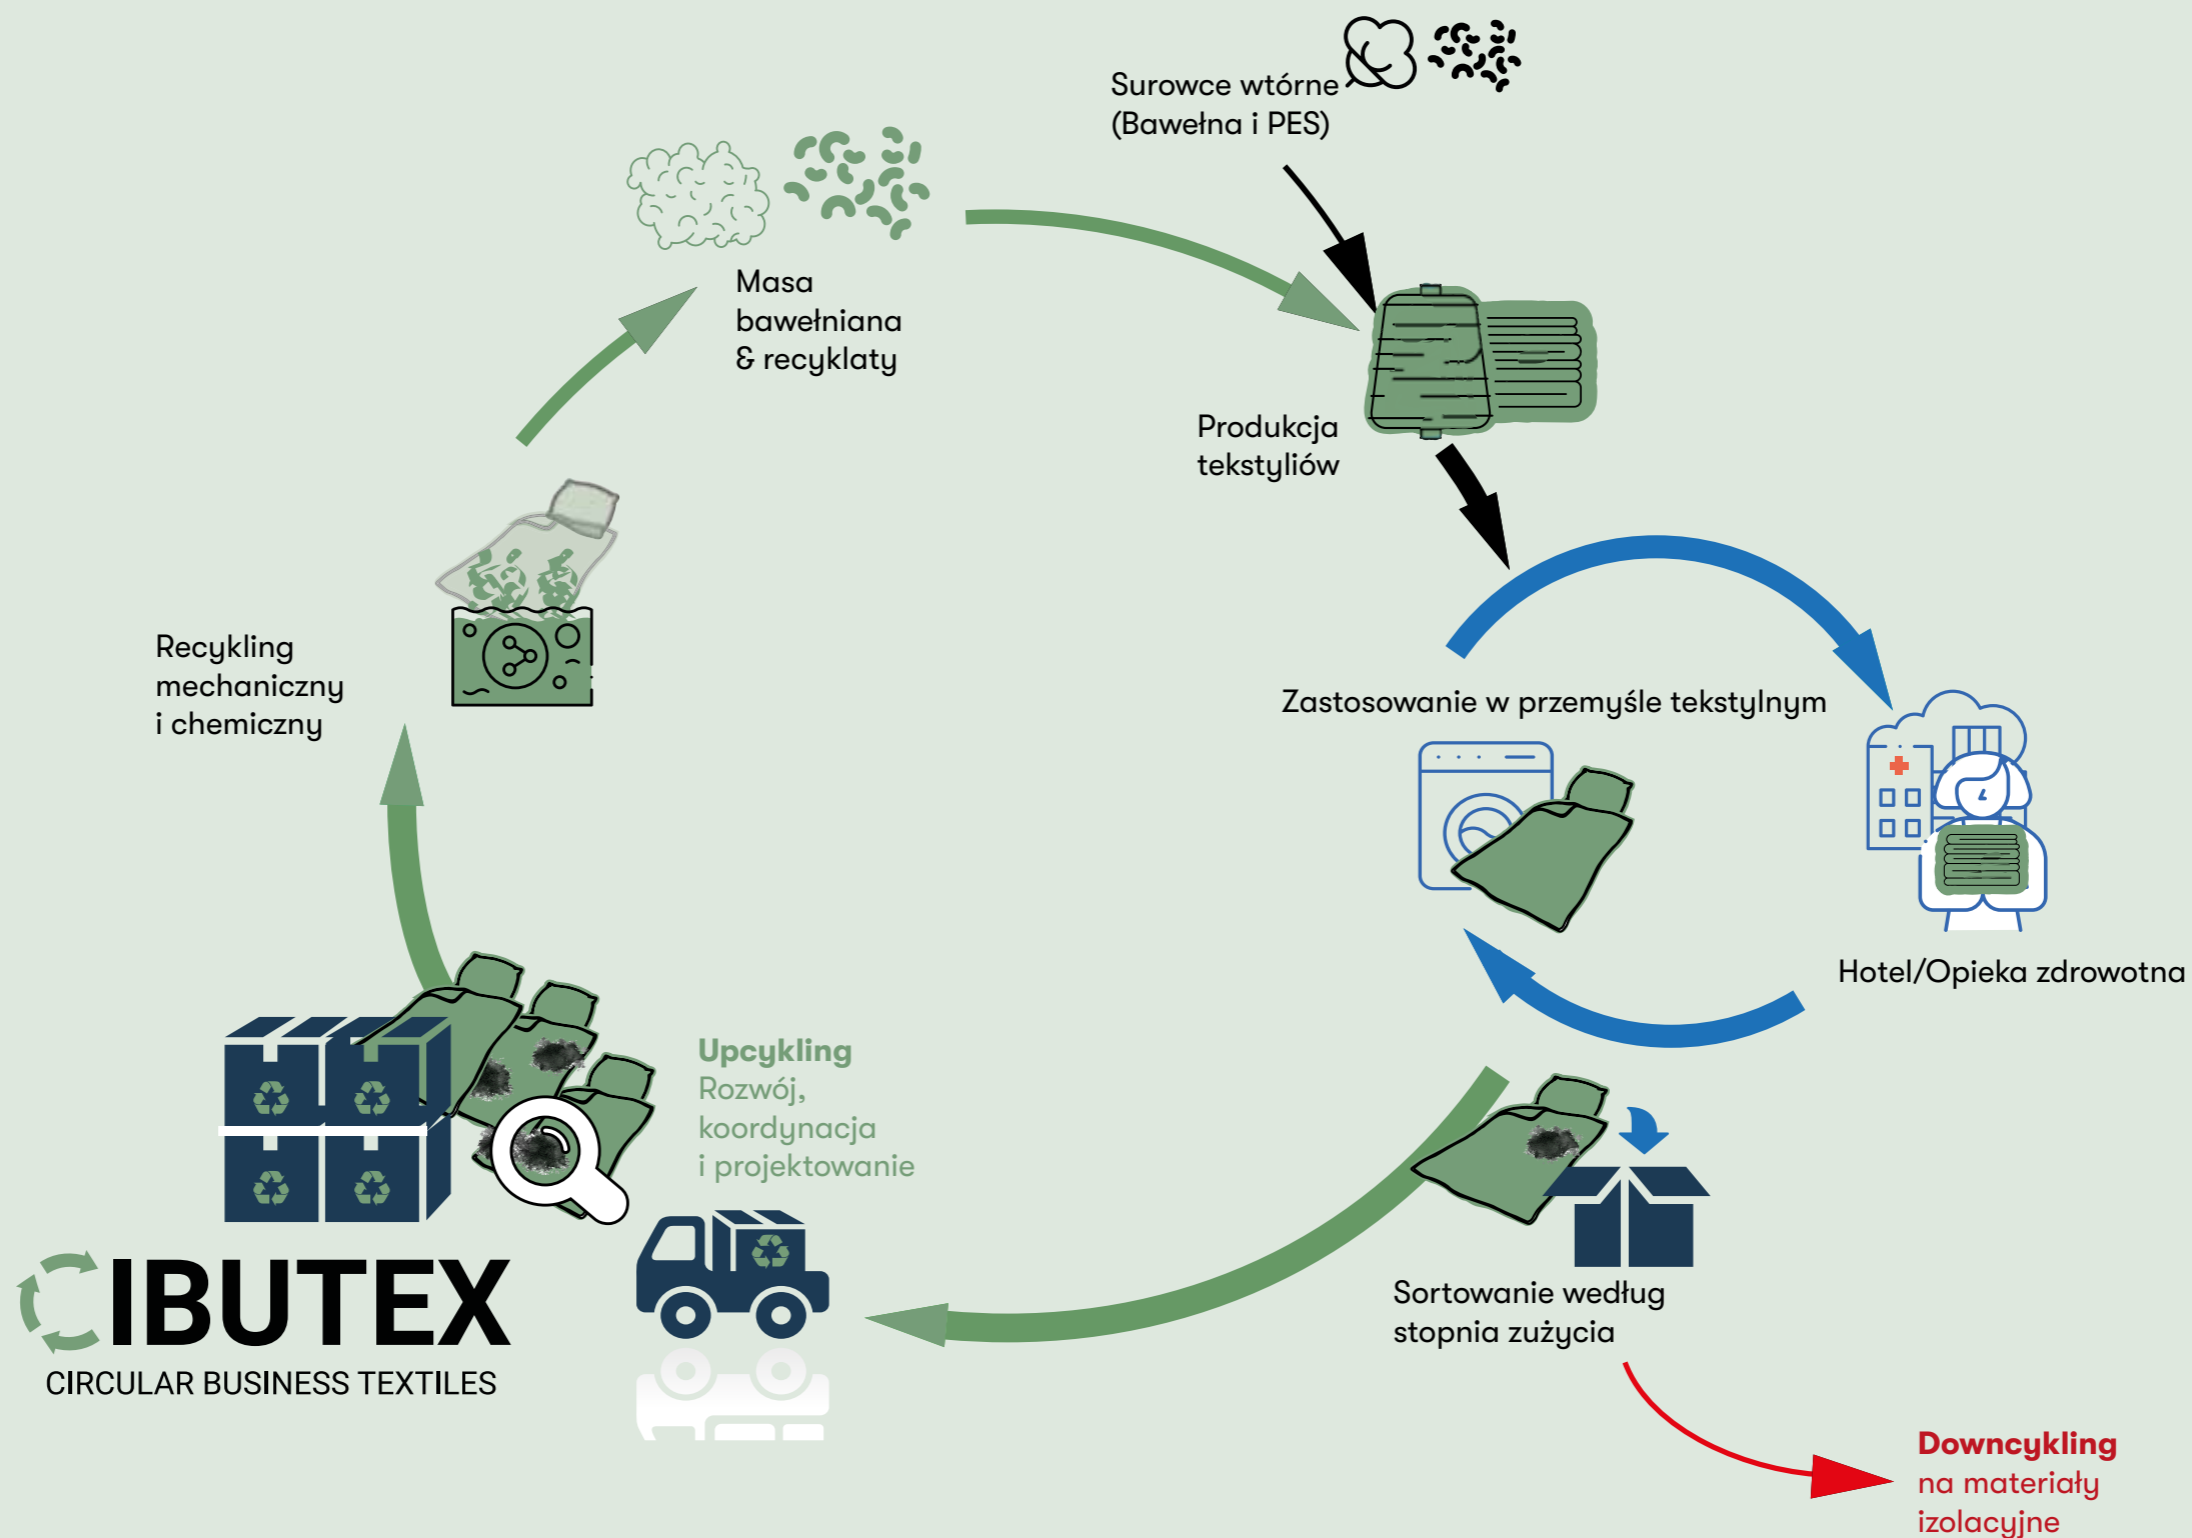 Surowce wtórne
(Bawełna i PES)
Masa
bawełniana
& recyklaty
Produkcja
tekstyliów
Recykling
mechaniczny
i chemiczny
Zastosowanie w przemyśle tekstylnym
Hotel/Opieka zdrowotna
Upcykling
Rozwój,
koordynacja
i projektowanie
CIBUTEX
CIRCULAR BUSINESS TEXTILES
Sortowanie według
stopnia zużycia
Downcykling
na materiały
izolacyjne